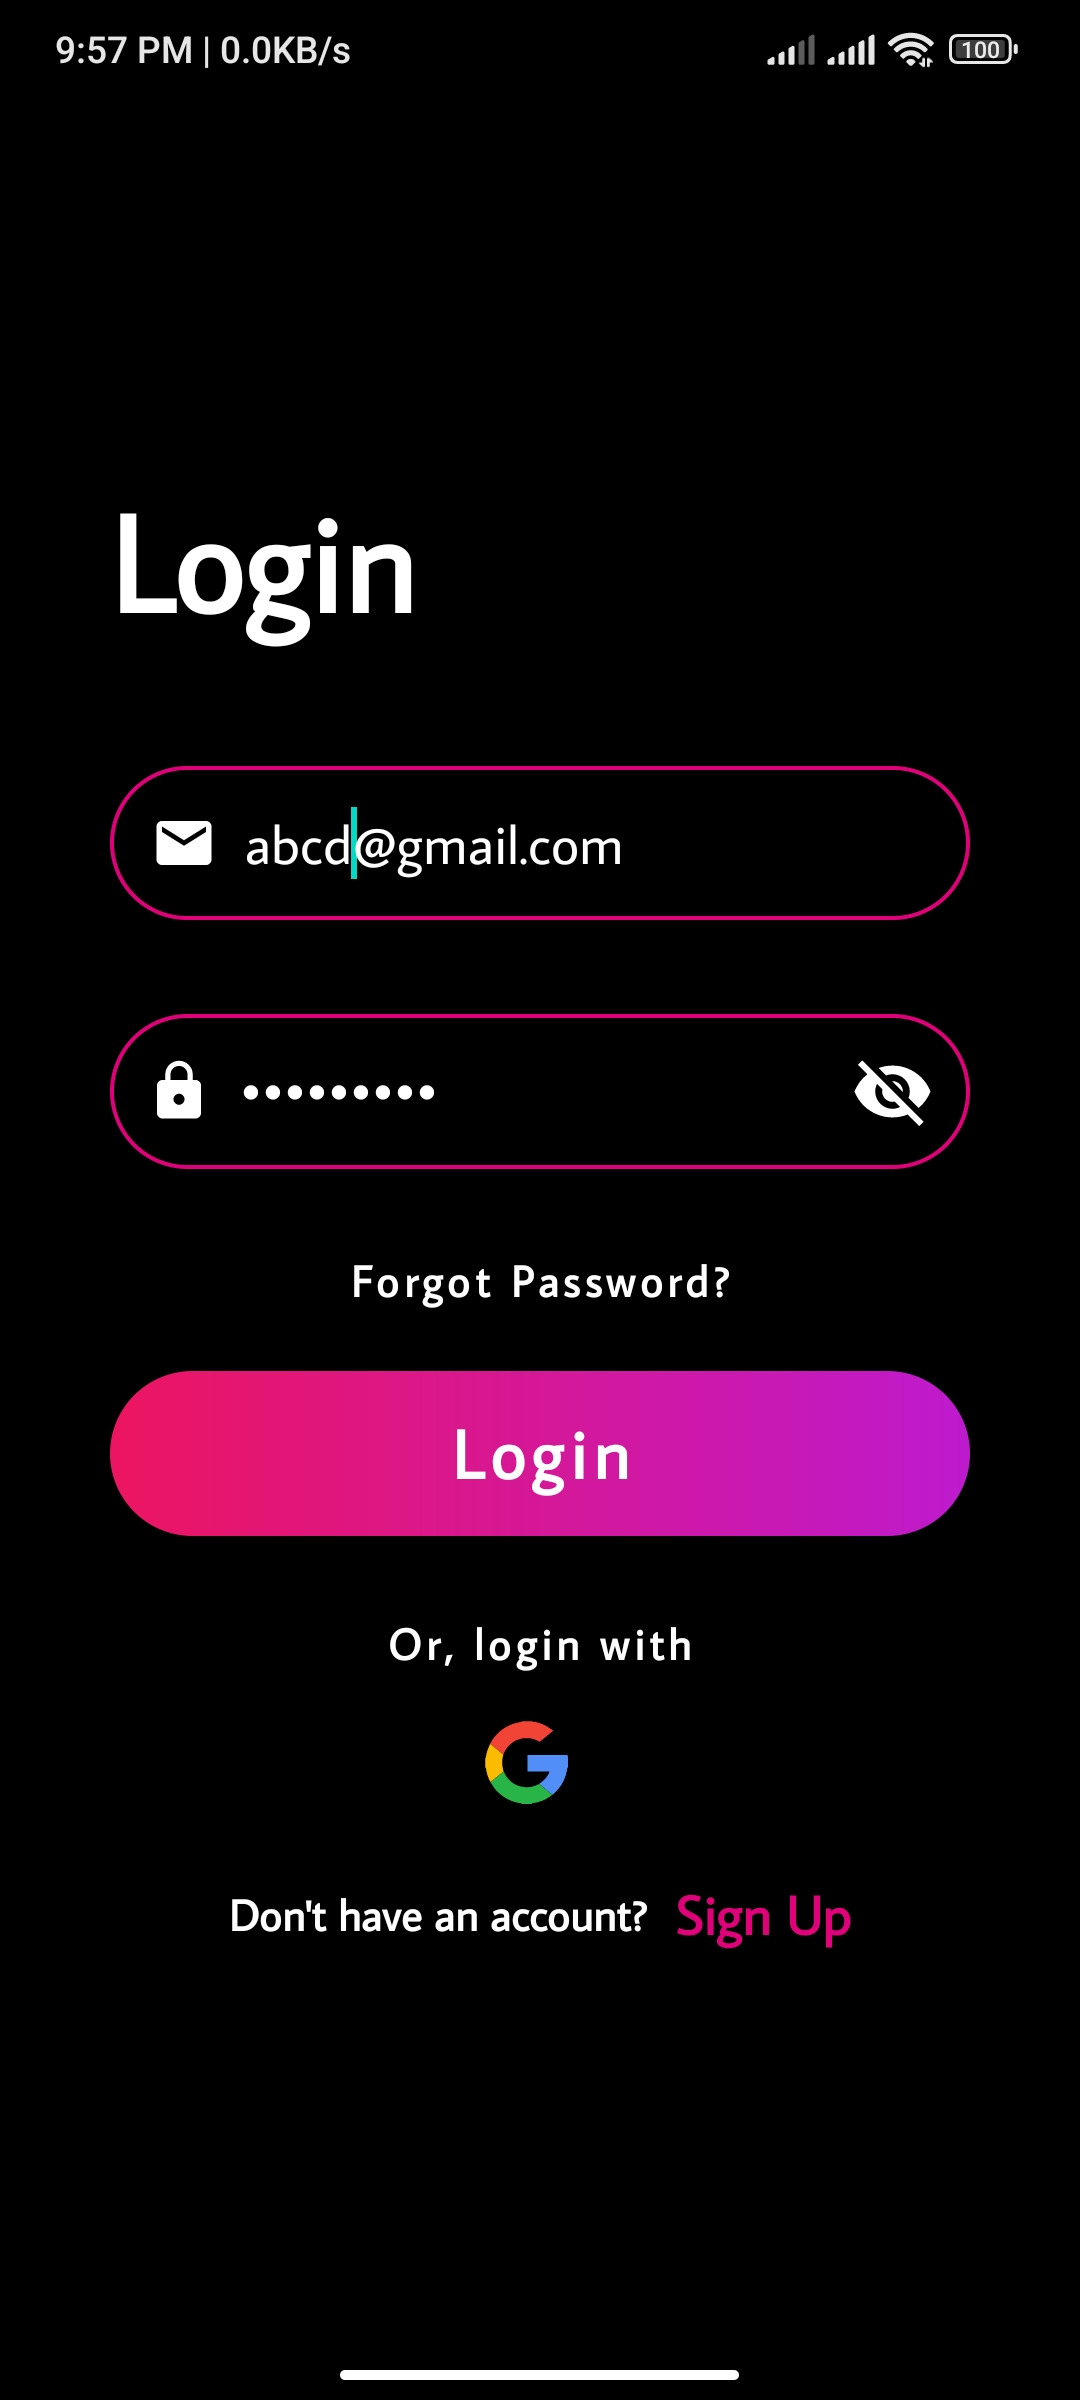 9:57 PM | 0.0KB/s 100
Login
abcd@gmail.com
•••••••••
Forgot Password?
Login
Or, login with
Don't have an account? Sign Up